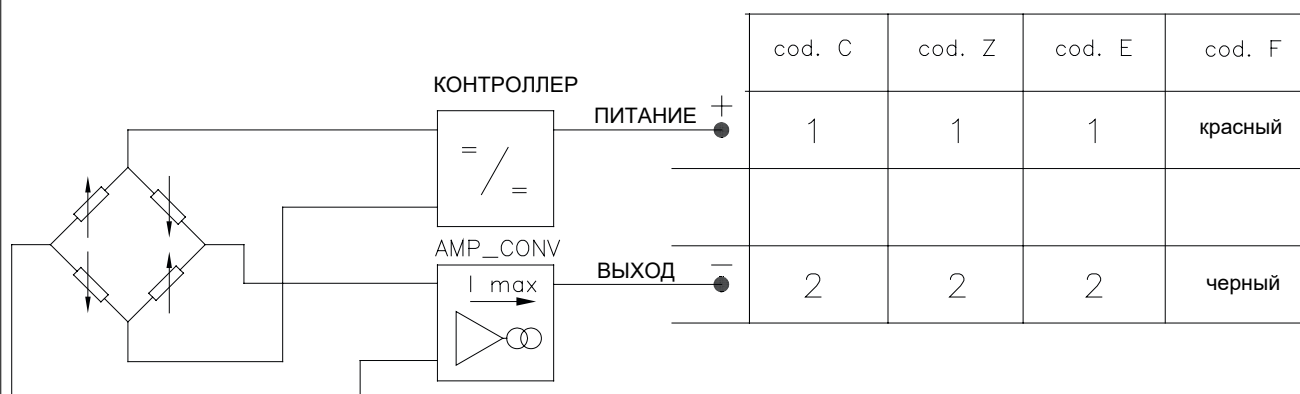 cod. C cod. Z cod. E cod. F
КОНТРОЛЛЕР
ПИТАНИЕ + 1 1 1 красный
= / =
AMP_CONV
ВЫХОД − 2 2 2 черный
I max